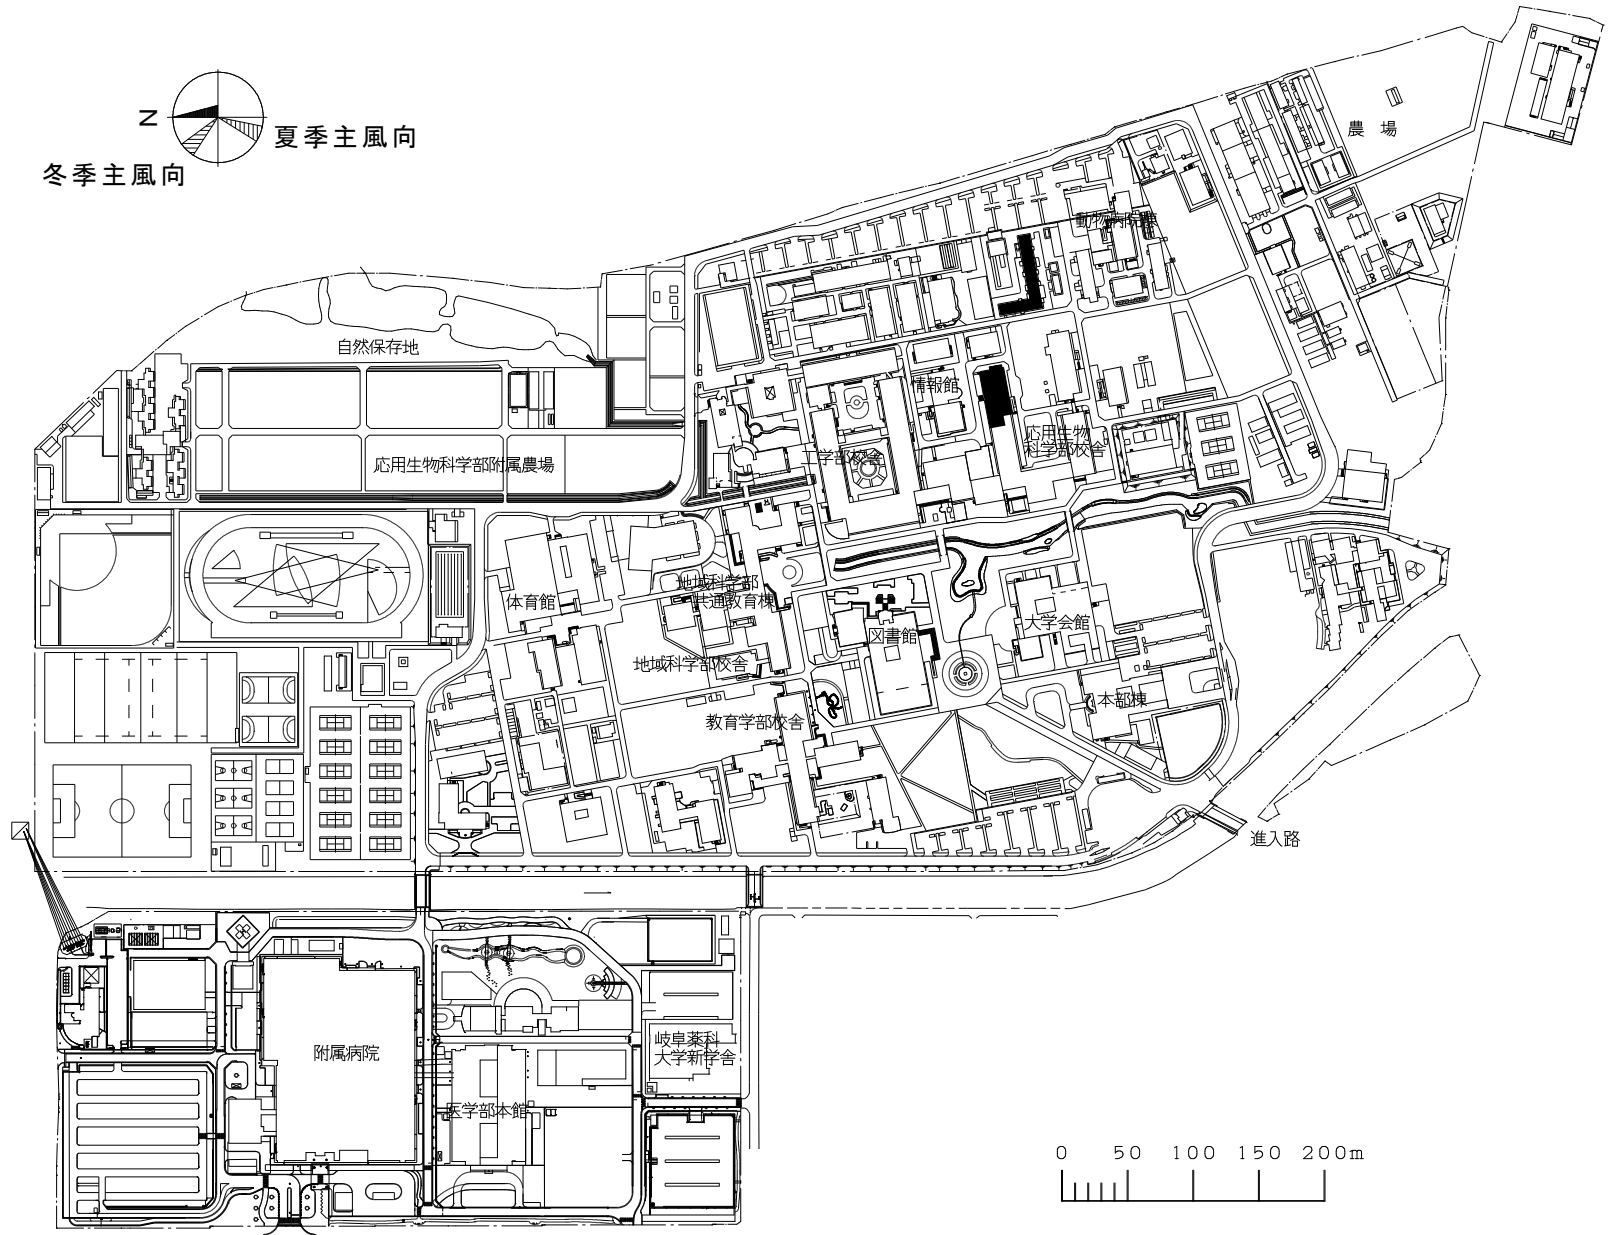 N
夏季主風向
冬季主風向
農 場
動物病院棟
自然保存地
情報館
応用生物
科学部校舎
工学部校舎
応用生物科学部附属農場
地域科学部
共通教育棟
体育館
大学会館
図書館
地域科学部校舎
本部棟
教育学部校舎
進入路
岐阜薬科
大学新学舎
附属病院
医学部本館
0 50 100 150 200m